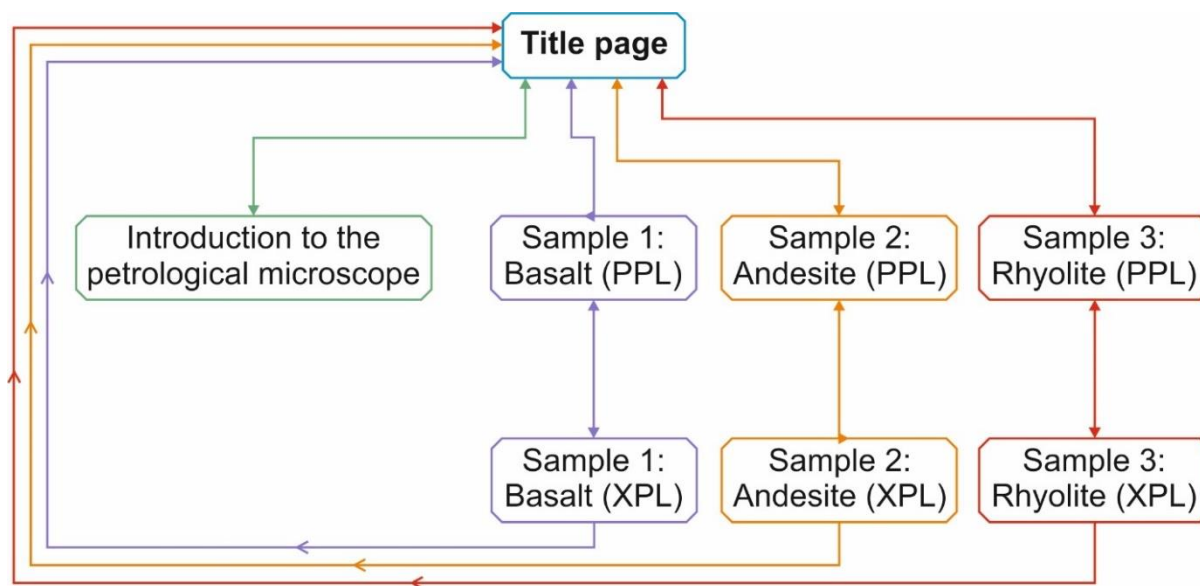 Title page
Introduction to the
petrological microscope
Sample 1:
Basalt (PPL)
Sample 2:
Andesite (PPL)
Sample 3:
Rhyolite (PPL)
Sample 1:
Basalt (XPL)
Sample 2:
Andesite (XPL)
Sample 3:
Rhyolite (XPL)